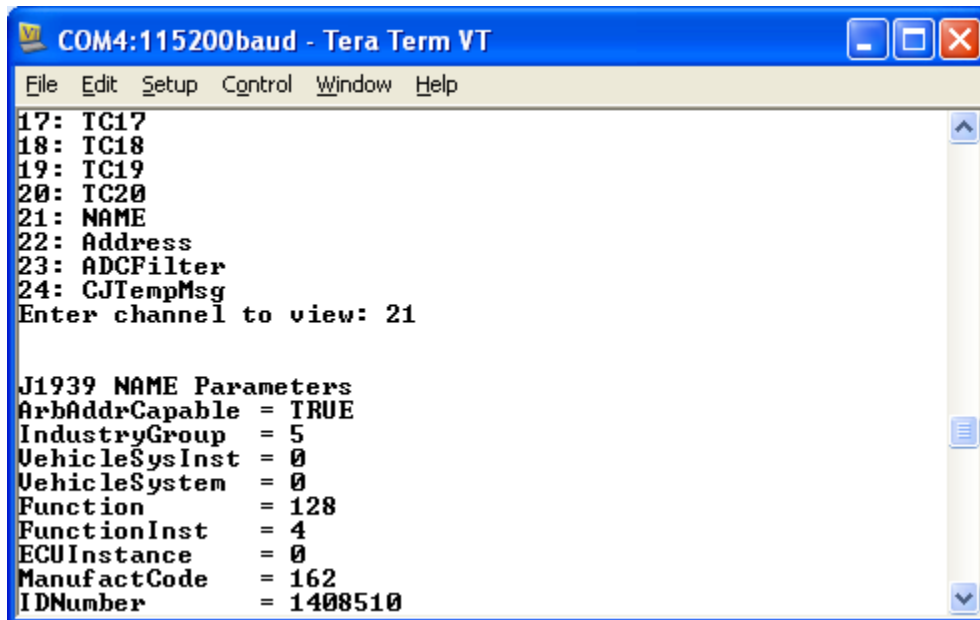 COM4:115200baud - Tera Term VT
File Edit Setup Control Window Help
17: TC17
18: TC18
19: TC19
20: TC20
21: NAME
22: Address
23: ADCFilter
24: CJTempMsg
Enter channel to view: 21
J1939 NAME Parameters
ArbAddrCapable = TRUE
IndustryGroup = 5
VehicleSysInst = 0
VehicleSystem = 0
Function = 128
FunctionInst = 4
ECUInstance = 0
ManufactCode = 162
IDNumber = 1408510